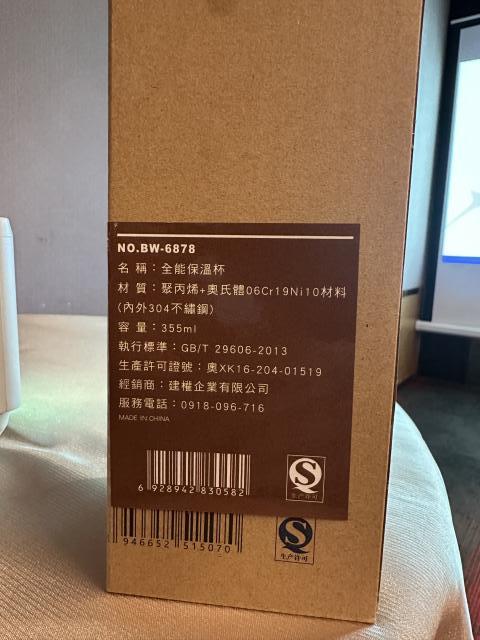 NO.BW-6878
名 稱：全能保溫杯
材 質：聚丙烯+奧氏體06Cr19Ni10材料
(內外304不繡鋼)
容 量：355ml
執行標準：GB/T 29606-2013
生產許可證號：奧XK16-204-01519
經銷商：建權企業有限公司
服務電話：0918-096-716
MADE IN CHINA
6 928942 830582
生产许可
946652 515070
生产许可